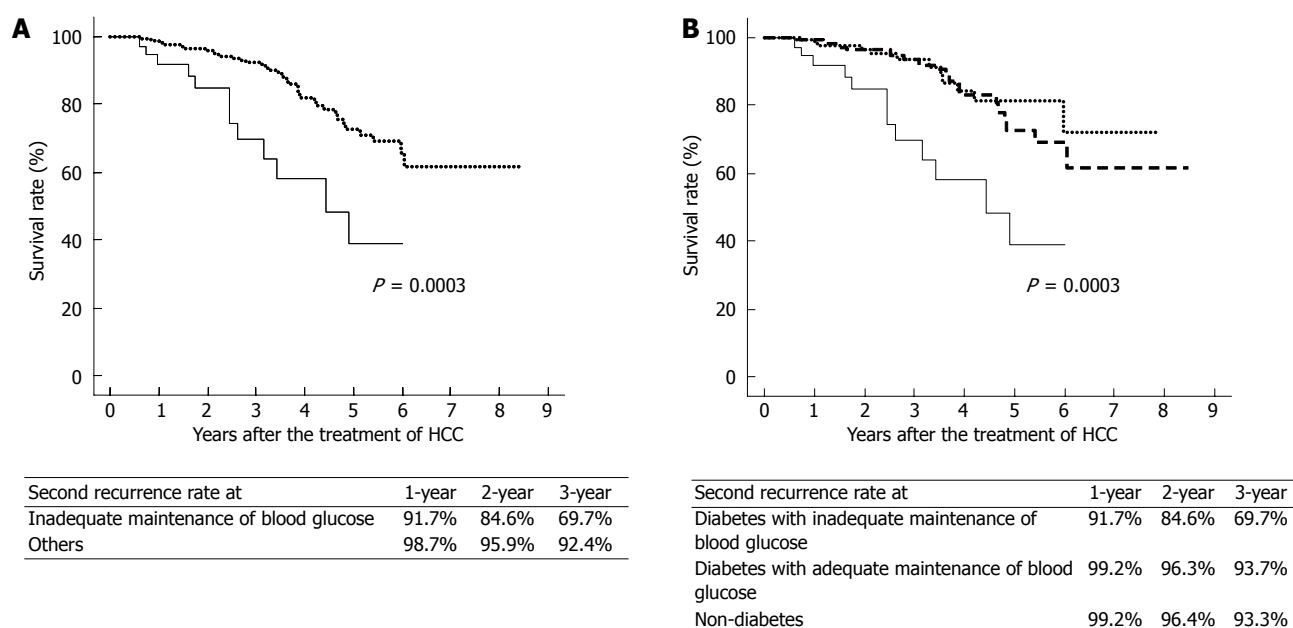 A
100
80
60
40
20
0
Survival rate (%)
P = 0.0003
0 1 2 3 4 5 6 7 8 9
Years after the treatment of HCC
Second recurrence rate at 1-year 2-year 3-year
Inadequate maintenance of blood glucose 91.7% 84.6% 69.7%
Others 98.7% 95.9% 92.4%
B
100
80
60
40
20
0
Survival rate (%)
P = 0.0003
0 1 2 3 4 5 6 7 8 9
Years after the treatment of HCC
Second recurrence rate at 1-year 2-year 3-year
Diabetes with inadequate maintenance of 91.7% 84.6% 69.7%
blood glucose
Diabetes with adequate maintenance of blood 99.2% 96.3% 93.7%
glucose
Non-diabetes 99.2% 96.4% 93.3%